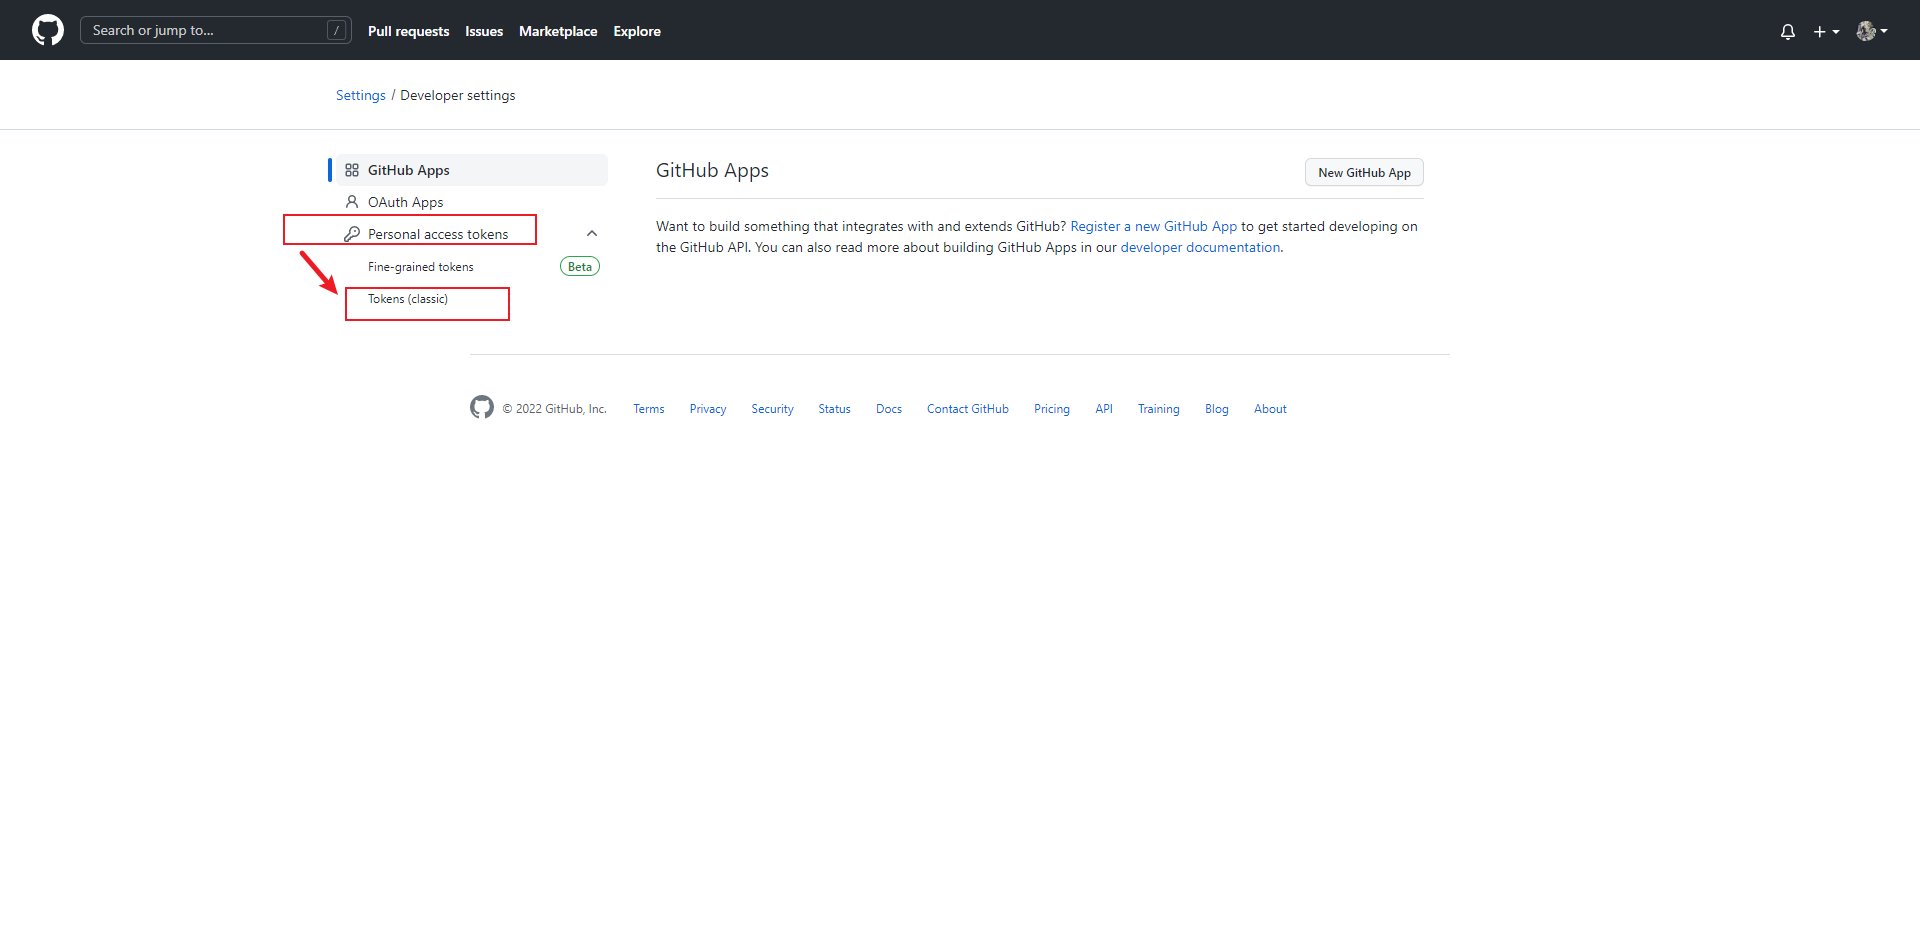 Search or jump to... /
Pull requests Issues Marketplace Explore
Settings / Developer settings
GitHub Apps
OAuth Apps
Personal access tokens
Fine-grained tokens Beta
Tokens (classic)
GitHub Apps
New GitHub App
Want to build something that integrates with and extends GitHub? Register a new GitHub App to get started developing on
the GitHub API. You can also read more about building GitHub Apps in our developer documentation.
© 2022 GitHub, Inc. Terms Privacy Security Status Docs Contact GitHub Pricing API Training Blog About